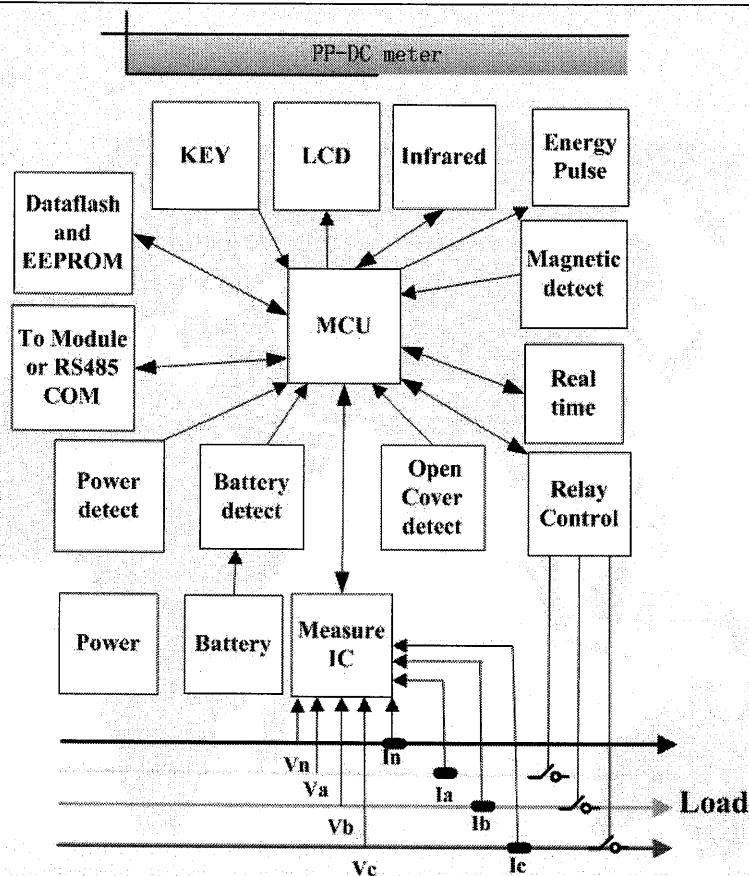 PP-DC meter
KEY
LCD
Infrared
Energy
Pulse
Dataflash
and
EEPROM
Magnetic
detect
MCU
To Module
or RS485
COM
Real
time
Power
detect
Battery
detect
Open
Cover
detect
Relay
Control
Power
Battery
Measure
IC
Vn
In
Va
Ia
Vb
Ib
Load
Vc
Ic